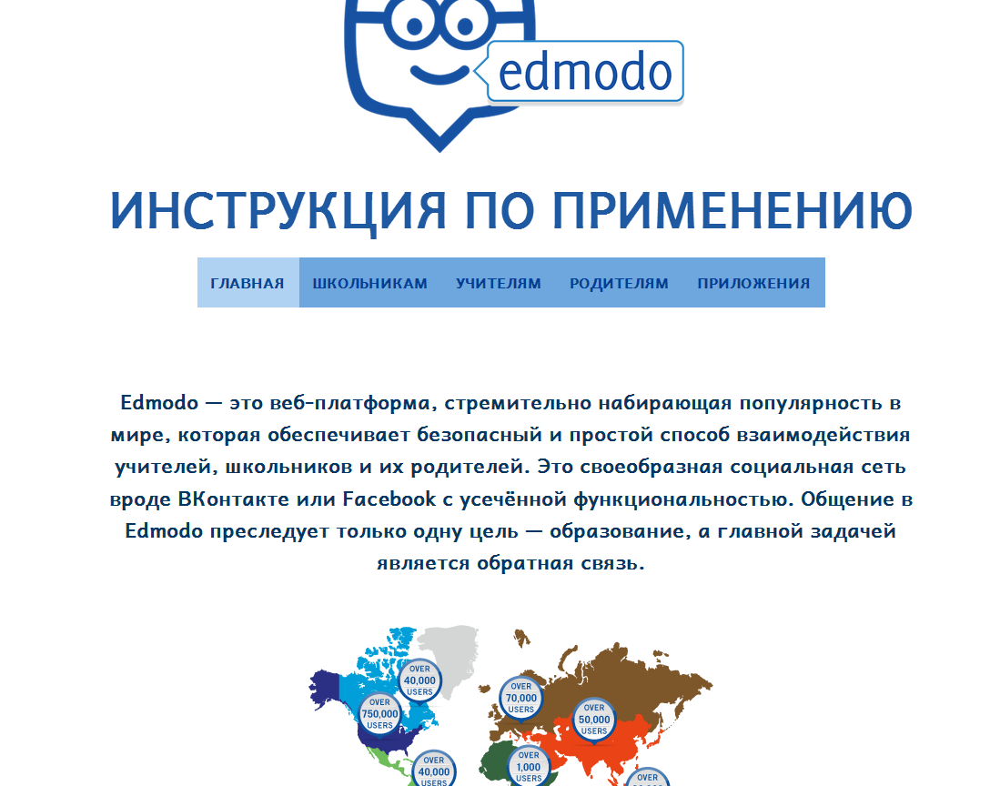 edmodo
ИНСТРУКЦИЯ ПО ПРИМЕНЕНИЮ
ГЛАВНАЯ ШКОЛЬНИКАМ УЧИТЕЛЯМ РОДИТЕЛЯМ ПРИЛОЖЕНИЯ
Edmodo — это веб-платформа, стремительно набирающая популярность в
мире, которая обеспечивает безопасный и простой способ взаимодействия
учителей, школьников и их родителей. Это своеобразная социальная сеть
вроде ВКонтакте или Facebook с усечённой функциональностью. Общение в
Edmodo преследует только одну цель — образование, а главной задачей
является обратная связь.
OVER
40,000
USERS
OVER
70,000
USERS
OVER
750,000
USERS
OVER
50,000
USERS
OVER
40,000
USERS
OVER
1,000
USERS
OVER